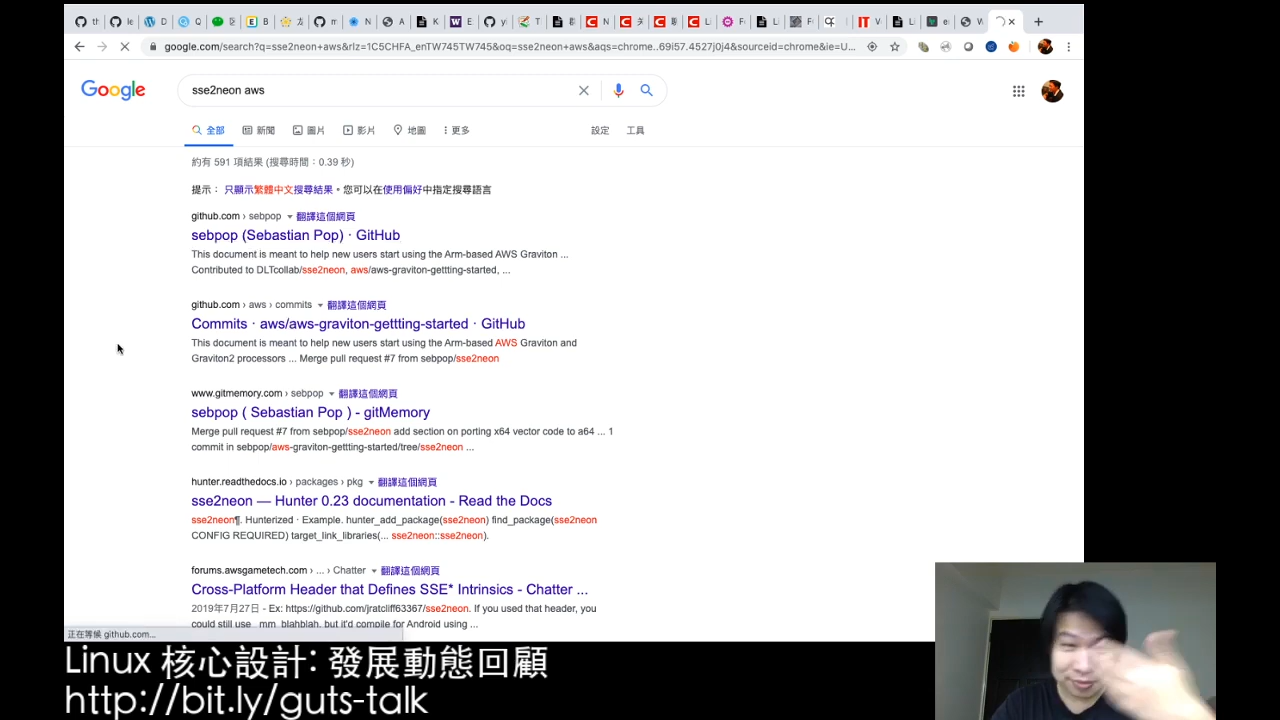 google.com/search?q=sse2neon+aws&rlz=1C5CHFA_enTW745TW745&oq=sse2neon+aws&aqs=chrome..69i57.4527j0j4&sourceid=chrome&ie=U...
Google
sse2neon aws
全部 新聞 圖片 影片 地圖 更多 設定 工具
約有 591 項結果 (搜尋時間：0.39 秒)
提示： 只顯示繁體中文搜尋結果。您可以在使用偏好中指定搜尋語言
github.com › sebpop 翻譯這個網頁
sebpop (Sebastian Pop) · GitHub
This document is meant to help new users start using the Arm-based AWS Graviton ...
Contributed to DLTcollab/sse2neon, aws/aws-graviton-gettting-started, ...
github.com › aws › commits 翻譯這個網頁
Commits · aws/aws-graviton-gettting-started · GitHub
This document is meant to help new users start using the Arm-based AWS Graviton and
Graviton2 processors ... Merge pull request #7 from sebpop/sse2neon
www.gitmemory.com › sebpop 翻譯這個網頁
sebpop ( Sebastian Pop ) - gitMemory
Merge pull request #7 from sebpop/sse2neon add section on porting x64 vector code to a64 ... 1
commit in sebpop/aws-graviton-gettting-started/tree/sse2neon ...
hunter.readthedocs.io › packages › pkg 翻譯這個網頁
sse2neon — Hunter 0.23 documentation - Read the Docs
sse2neon¶. Hunterized · Example. hunter_add_package(sse2neon) find_package(sse2neon
CONFIG REQUIRED) target_link_libraries(... sse2neon::sse2neon).
forums.awsgametech.com › ... › Chatter 翻譯這個網頁
Cross-Platform Header that Defines SSE* Intrinsics - Chatter ...
2019年7月27日 - Ex: https://github.com/jratcliff63367/sse2neon. If you used that header, you
could still use _mm_blahblah, but it'd compile for Android using ...
正在等候 github.com...
Linux 核心設計: 發展動態回顧
http://bit.ly/guts-talk